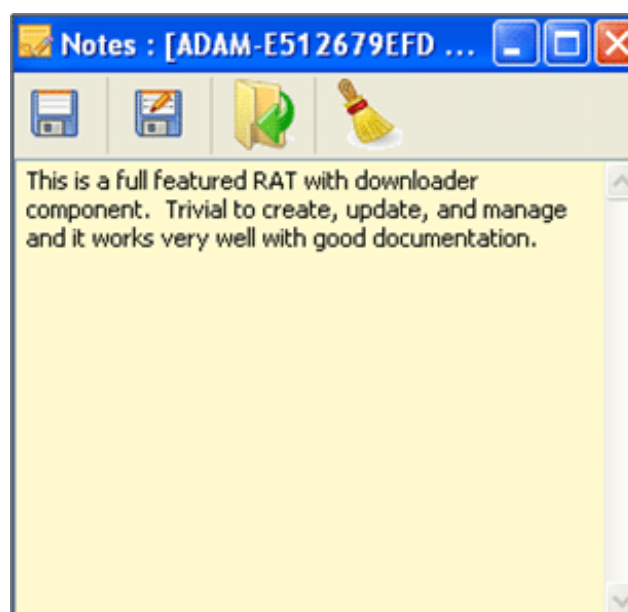 Notes : [ADAM-E512679EFD ...
This is a full featured RAT with downloader
component.  Trivial to create, update, and manage
and it works very well with good documentation.